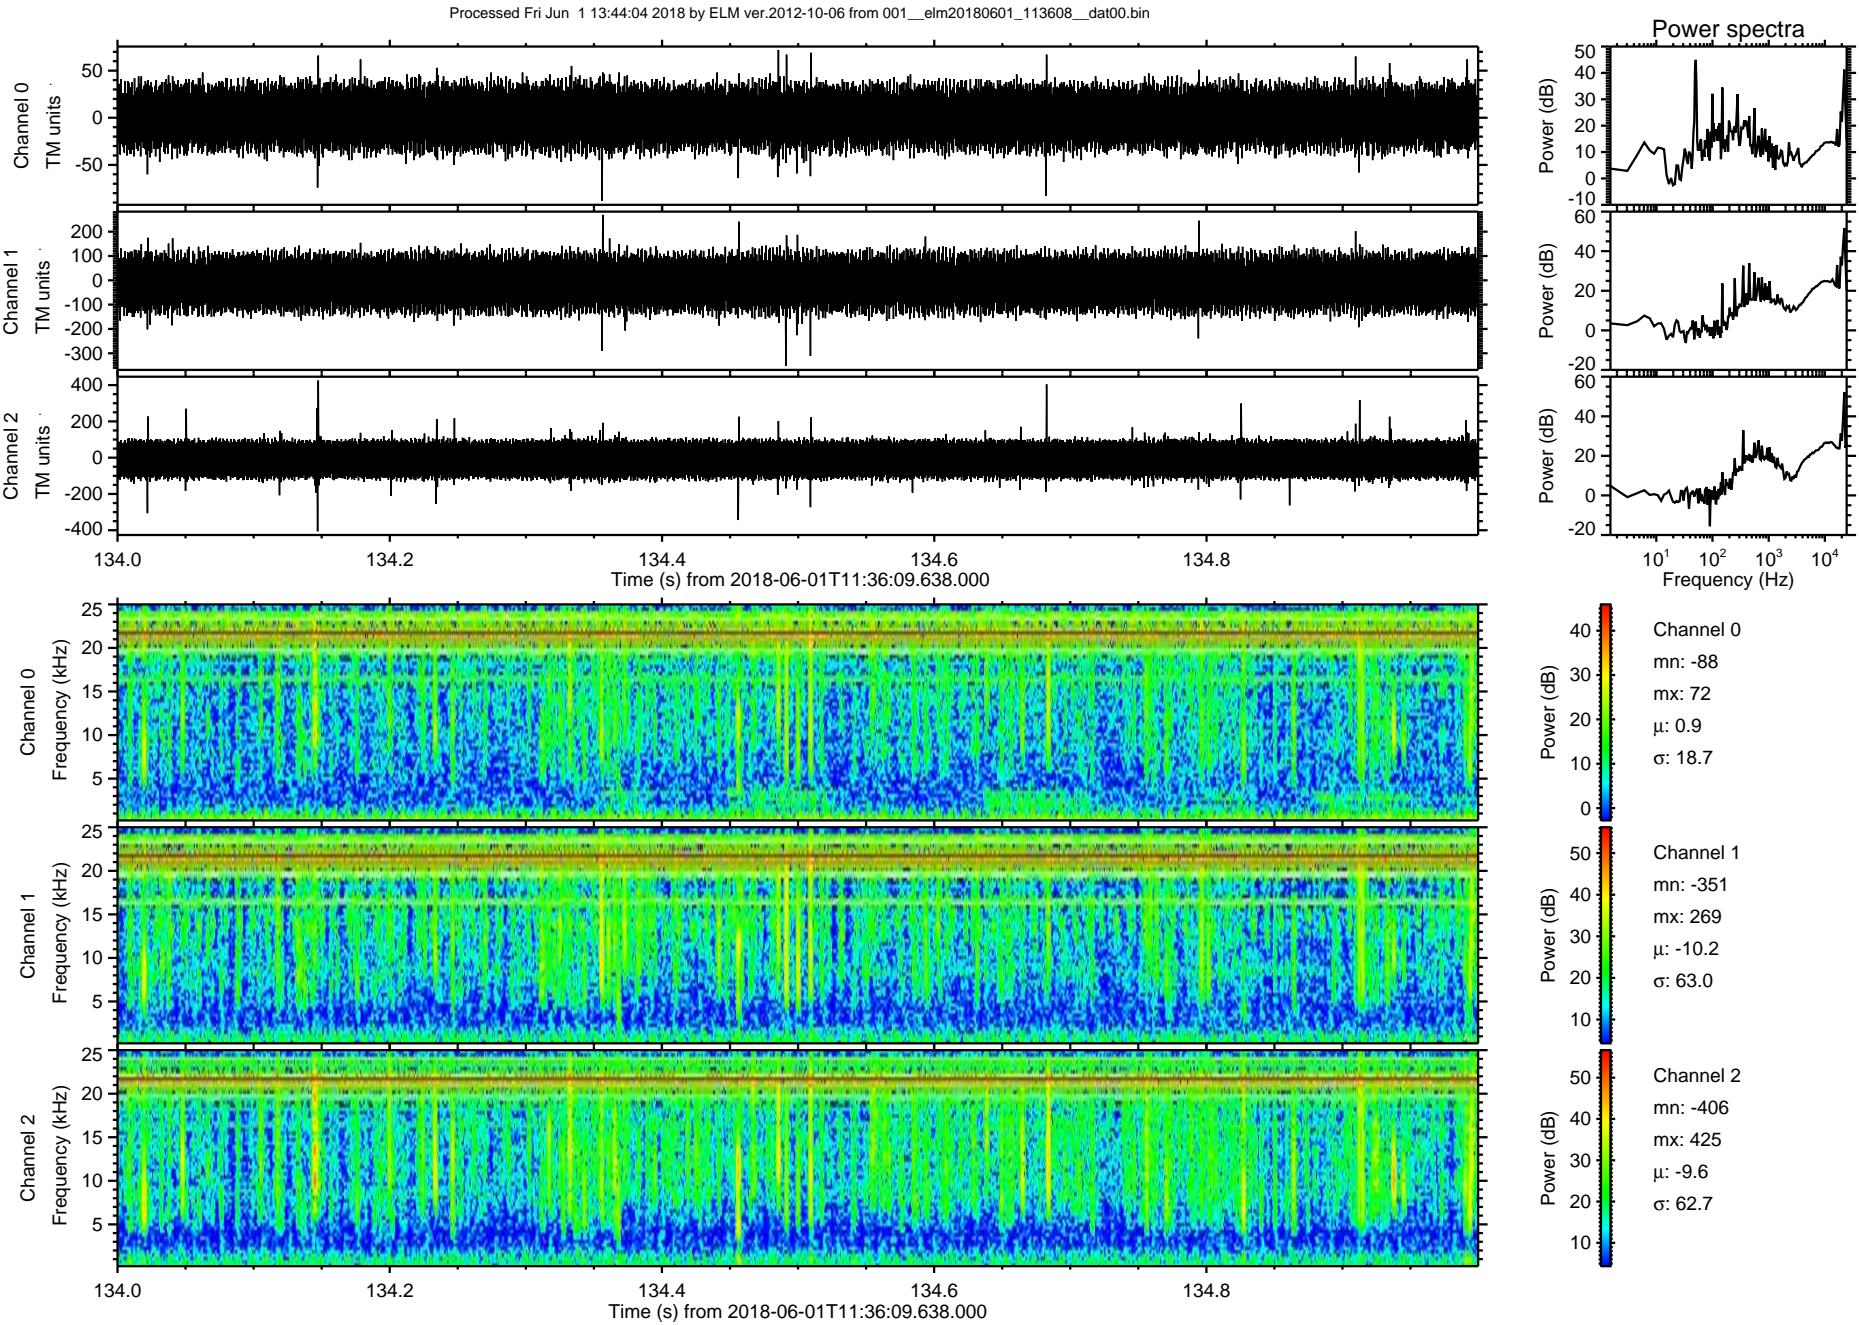 Processed Fri Jun  1 13:44:04 2018 by ELM ver.2012-10-06 from 001__elm20180601_113608__dat00.bin
Power spectra
Channel 0
TM units
50
0
-50
Power (dB)
50
40
30
20
10
0
-10
Channel 1
TM units
200
100
0
-100
-200
-300
Power (dB)
60
40
20
0
-20
Channel 2
TM units
400
200
0
-200
-400
Power (dB)
60
40
20
0
-20
134.0 134.2 134.4 134.6 134.8
Time (s) from 2018-06-01T11:36:09.638.000
10¹ 10² 10³ 10⁴
Frequency (Hz)
Channel 0
Frequency (kHz)
25
20
15
10
5
Power (dB)
40
30
20
10
0
Channel 0
mn: -88
mx: 72
μ: 0.9
σ: 18.7
Channel 1
Frequency (kHz)
25
20
15
10
5
Power (dB)
50
40
30
20
10
Channel 1
mn: -351
mx: 269
μ: -10.2
σ: 63.0
Channel 2
Frequency (kHz)
25
20
15
10
5
Power (dB)
50
40
30
20
10
Channel 2
mn: -406
mx: 425
μ: -9.6
σ: 62.7
134.0 134.2 134.4 134.6 134.8
Time (s) from 2018-06-01T11:36:09.638.000